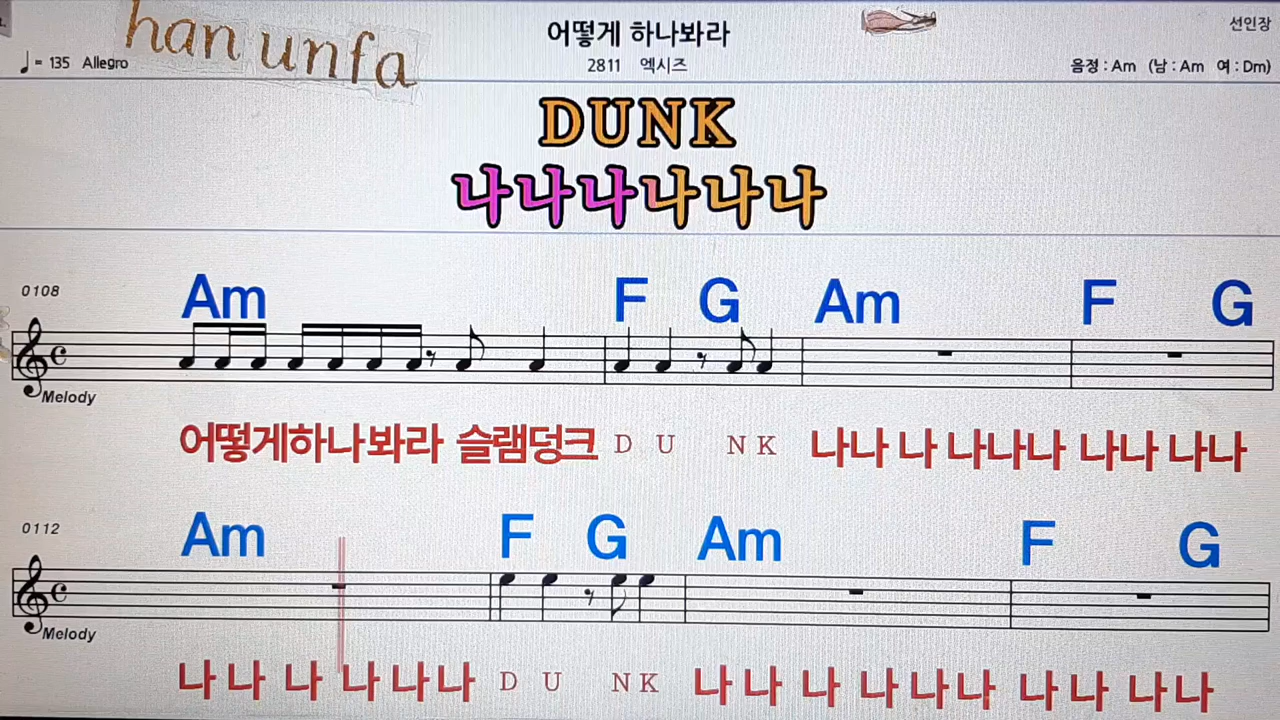 han unfa
어떻게 하나봐라
선인장
♩= 135 Allegro
2811 엑시즈
음정 : Am (남 : Am 여 : Dm)
DUNK
나나나나나나
0108
Am F G Am F G
Melody
어떻게하나봐라 슬램덩크 D U NK 나나 나 나나나 나나 나나
0112
Am F G Am F G
Melody
나 나 나 나 나 나 D U NK 나 나 나 나 나 나 나 나 나 나